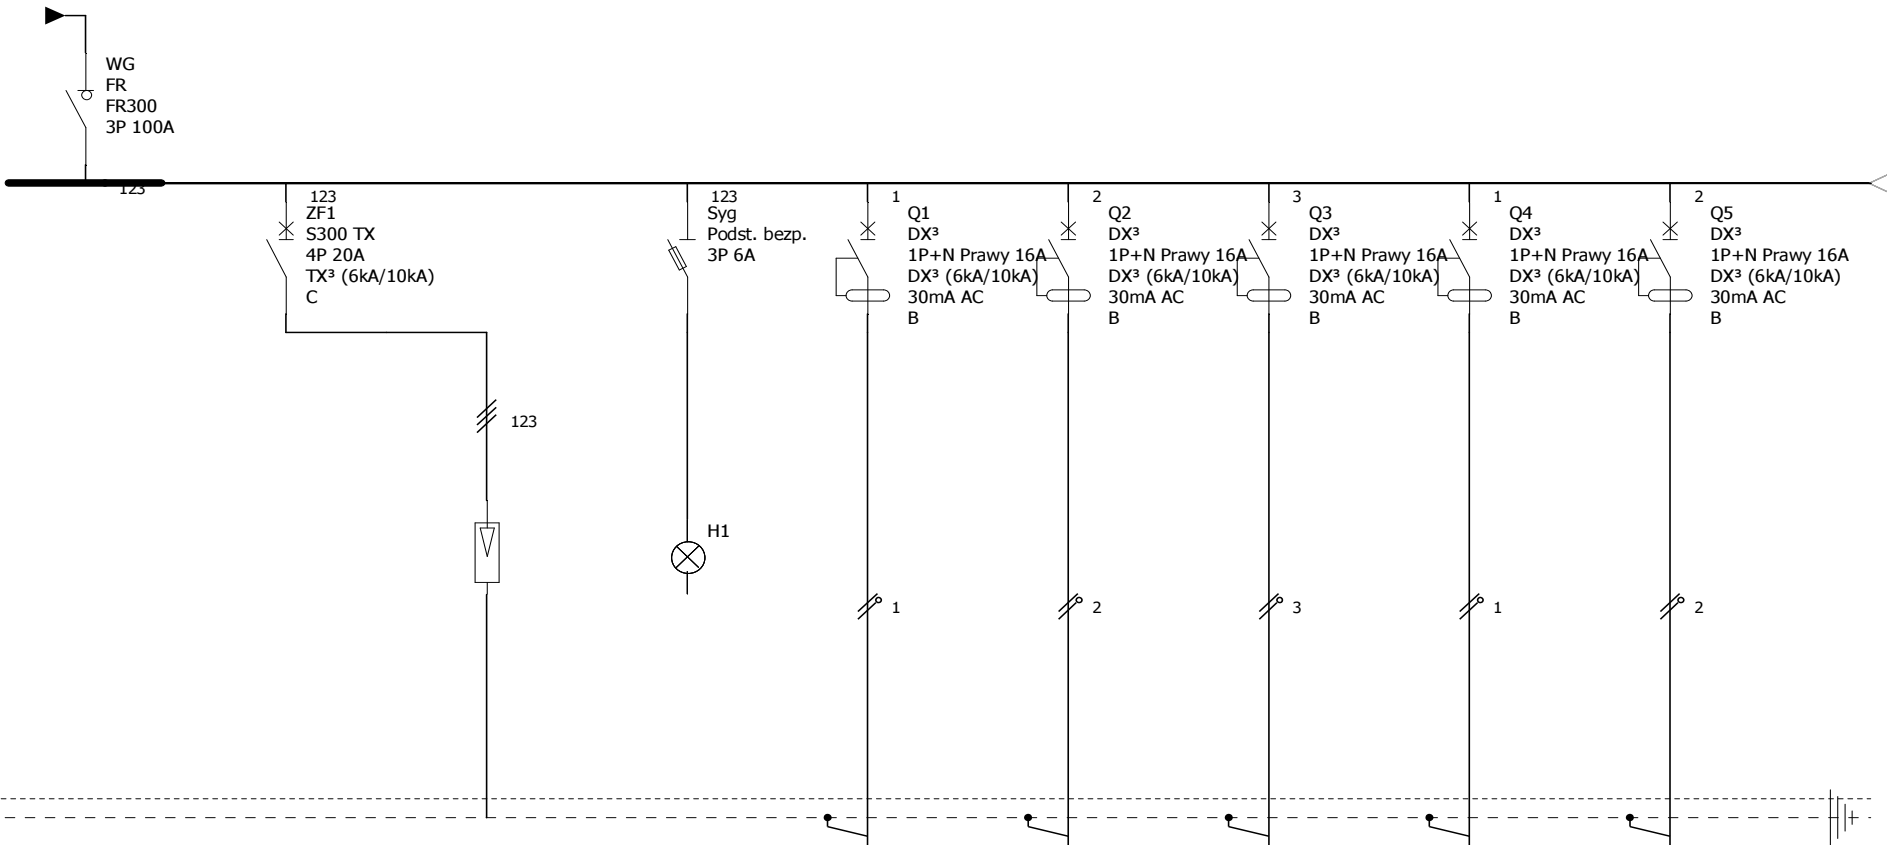 WG
FR
FR300
3P 100A
123
123
ZF1
S300 TX
4P 20A
TX³ (6kA/10kA)
C
123
123
Syg
Podst. bezp.
3P 6A
H1
1
Q1
DX³
1P+N Prawy 16A
DX³ (6kA/10kA)
30mA AC
B
1
2
Q2
DX³
1P+N Prawy 16A
DX³ (6kA/10kA)
30mA AC
B
2
3
Q3
DX³
1P+N Prawy 16A
DX³ (6kA/10kA)
30mA AC
B
3
1
Q4
DX³
1P+N Prawy 16A
DX³ (6kA/10kA)
30mA AC
B
1
2
Q5
DX³
1P+N Prawy 16A
DX³ (6kA/10kA)
30mA AC
B
2